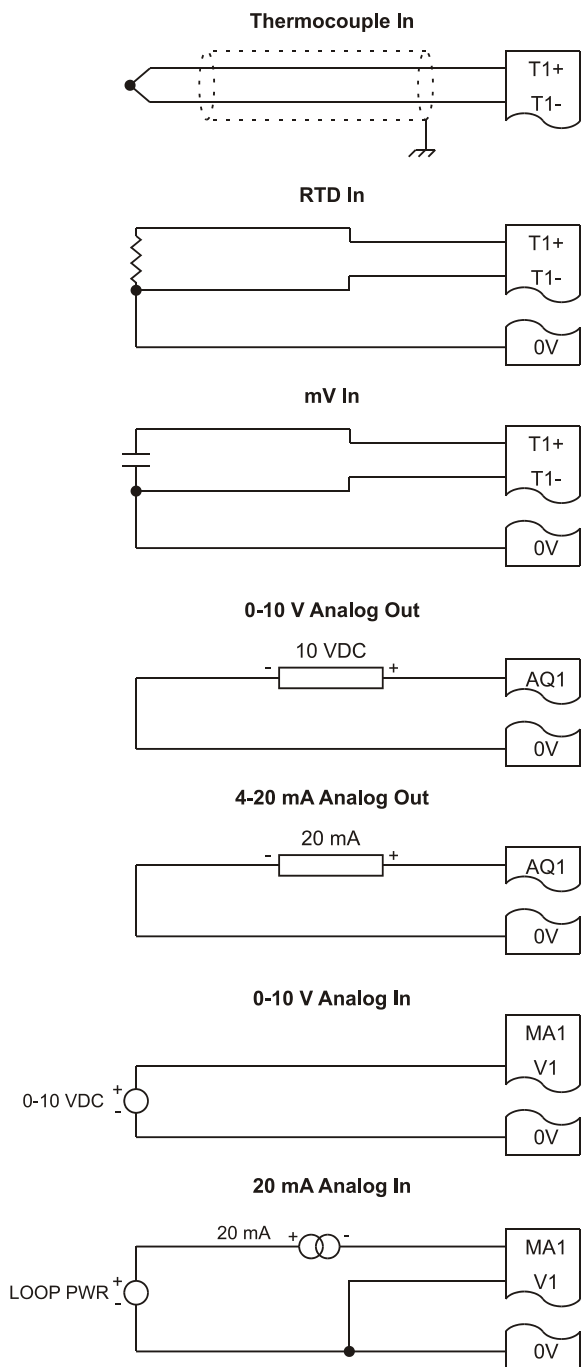 Thermocouple In
T1+
T1-
RTD In
T1+
T1-
0V
mV In
T1+
T1-
0V
0-10 V Analog Out
- 10 VDC +
AQ1
0V
4-20 mA Analog Out
- 20 mA +
AQ1
0V
0-10 V Analog In
MA1
V1
0-10 VDC + -
0V
20 mA Analog In
20 mA + -
MA1
V1
LOOP PWR + -
0V